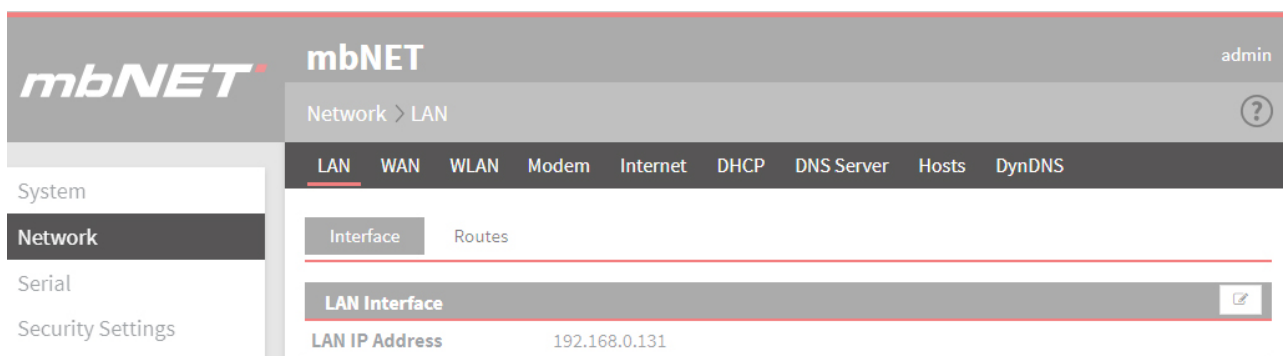 mbNET
mbNET
admin
Network > LAN
?
LAN WAN WLAN Modem Internet DHCP DNS Server Hosts DynDNS
System
Network
Serial
Security Settings
Interface Routes
LAN Interface
LAN IP Address 192.168.0.131